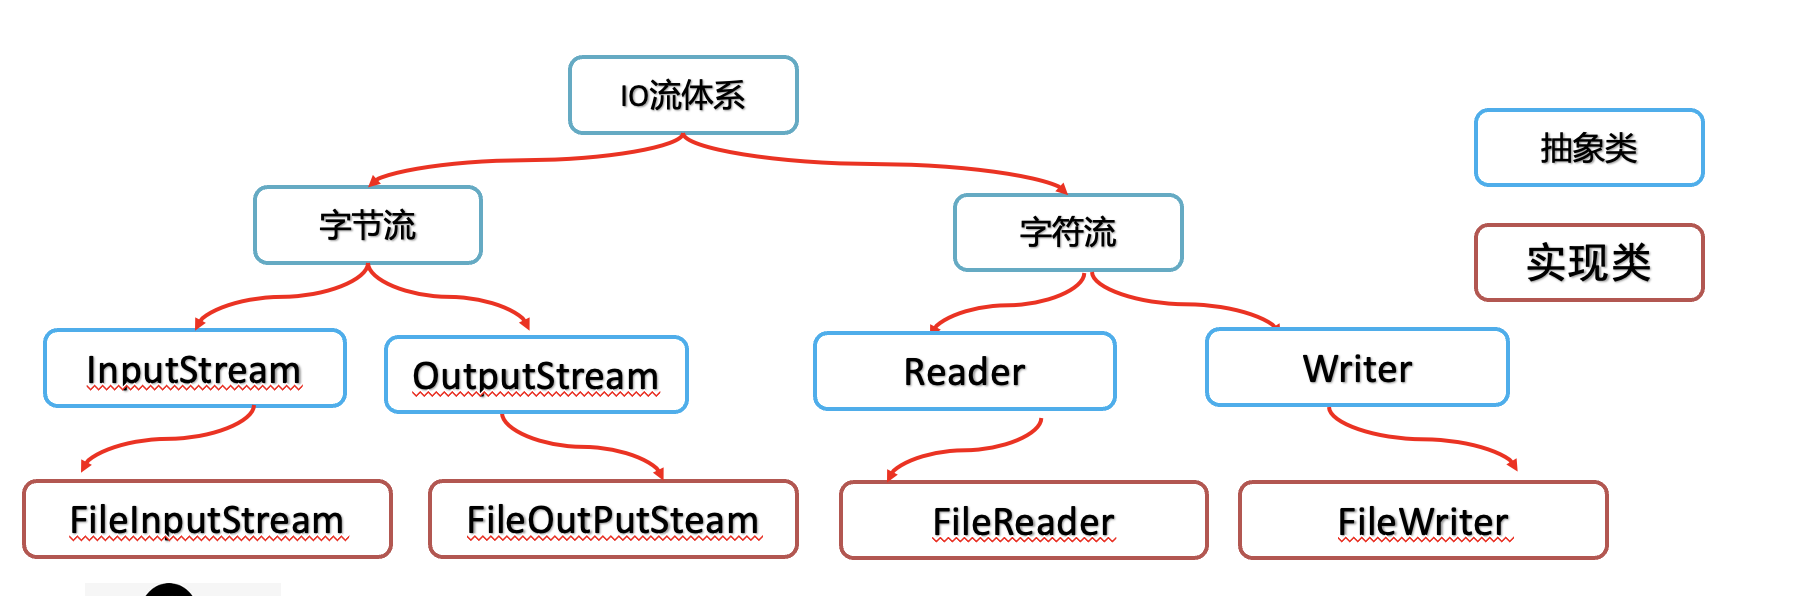 IO流体系
抽象类
字节流
字符流
实现类
InputStream
OutputStream
Reader
Writer
FileInputStream
FileOutPutSteam
FileReader
FileWriter